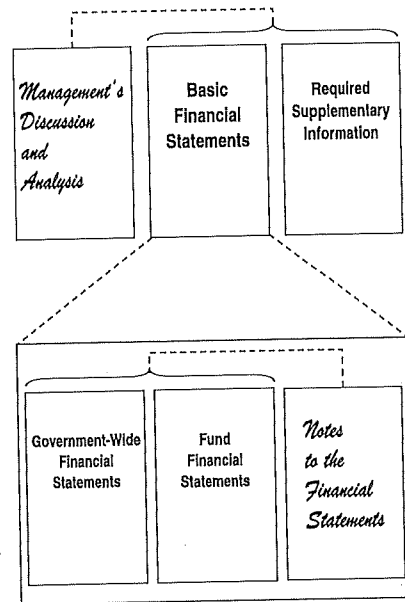 Management's
Discussion
and
Analysis
Basic
Financial
Statements
Required
Supplementary
Information
Government-Wide
Financial
Statements
Fund
Financial
Statements
Notes
to the
Financial
Statements